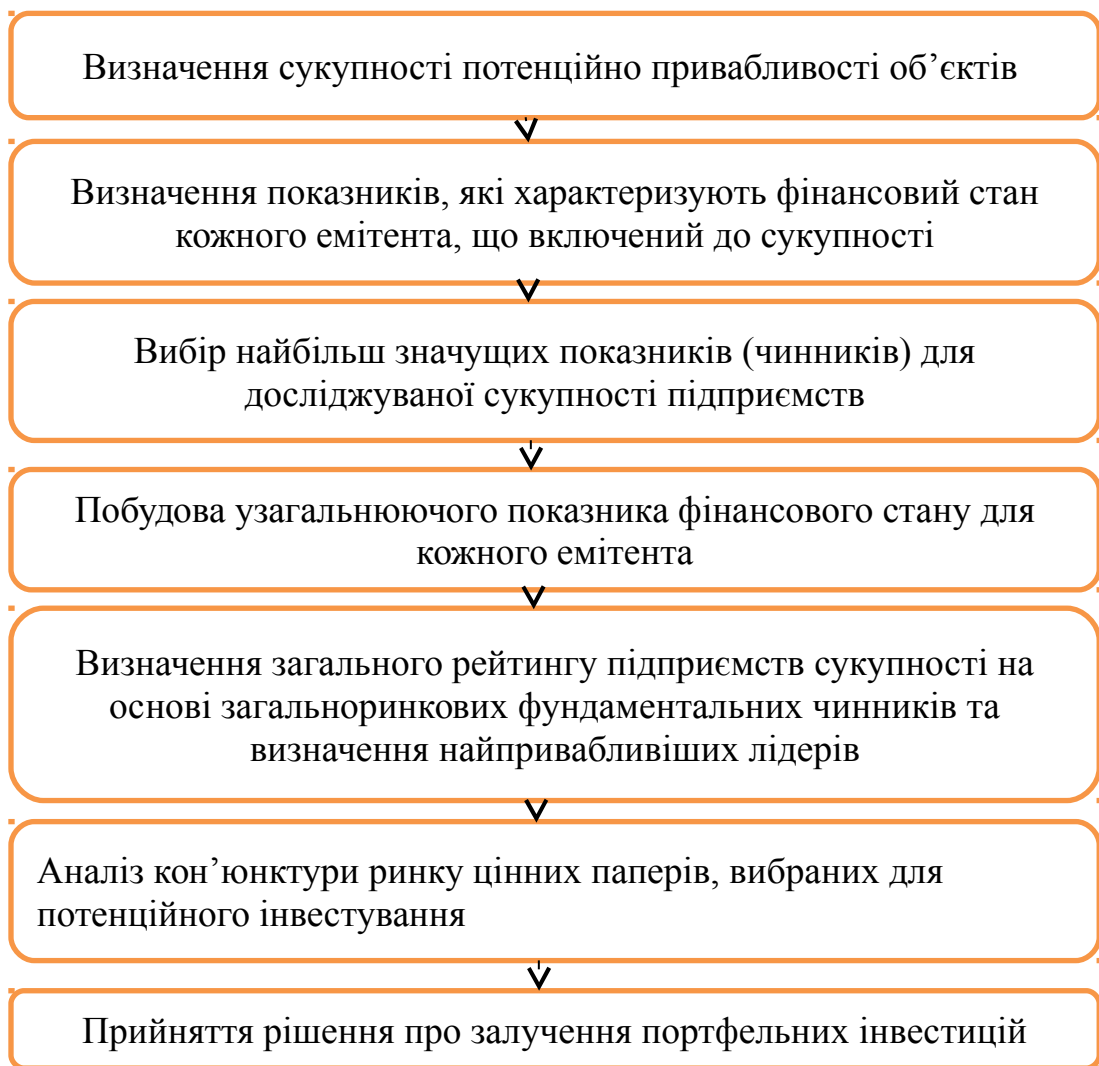 Визначення сукупності потенційно привабливості об’єктів
Визначення показників, які характеризують фінансовий стан
кожного емітента, що включений до сукупності
Вибір найбільш значущих показників (чинників) для
досліджуваної сукупності підприємств
Побудова узагальнюючого показника фінансового стану для
кожного емітента
Визначення загального рейтингу підприємств сукупності на
основі загальноринкових фундаментальних чинників та
визначення найпривабливіших лідерів
Аналіз кон’юнктури ринку цінних паперів, вибраних для
потенційного інвестування
Прийняття рішення про залучення портфельних інвестицій